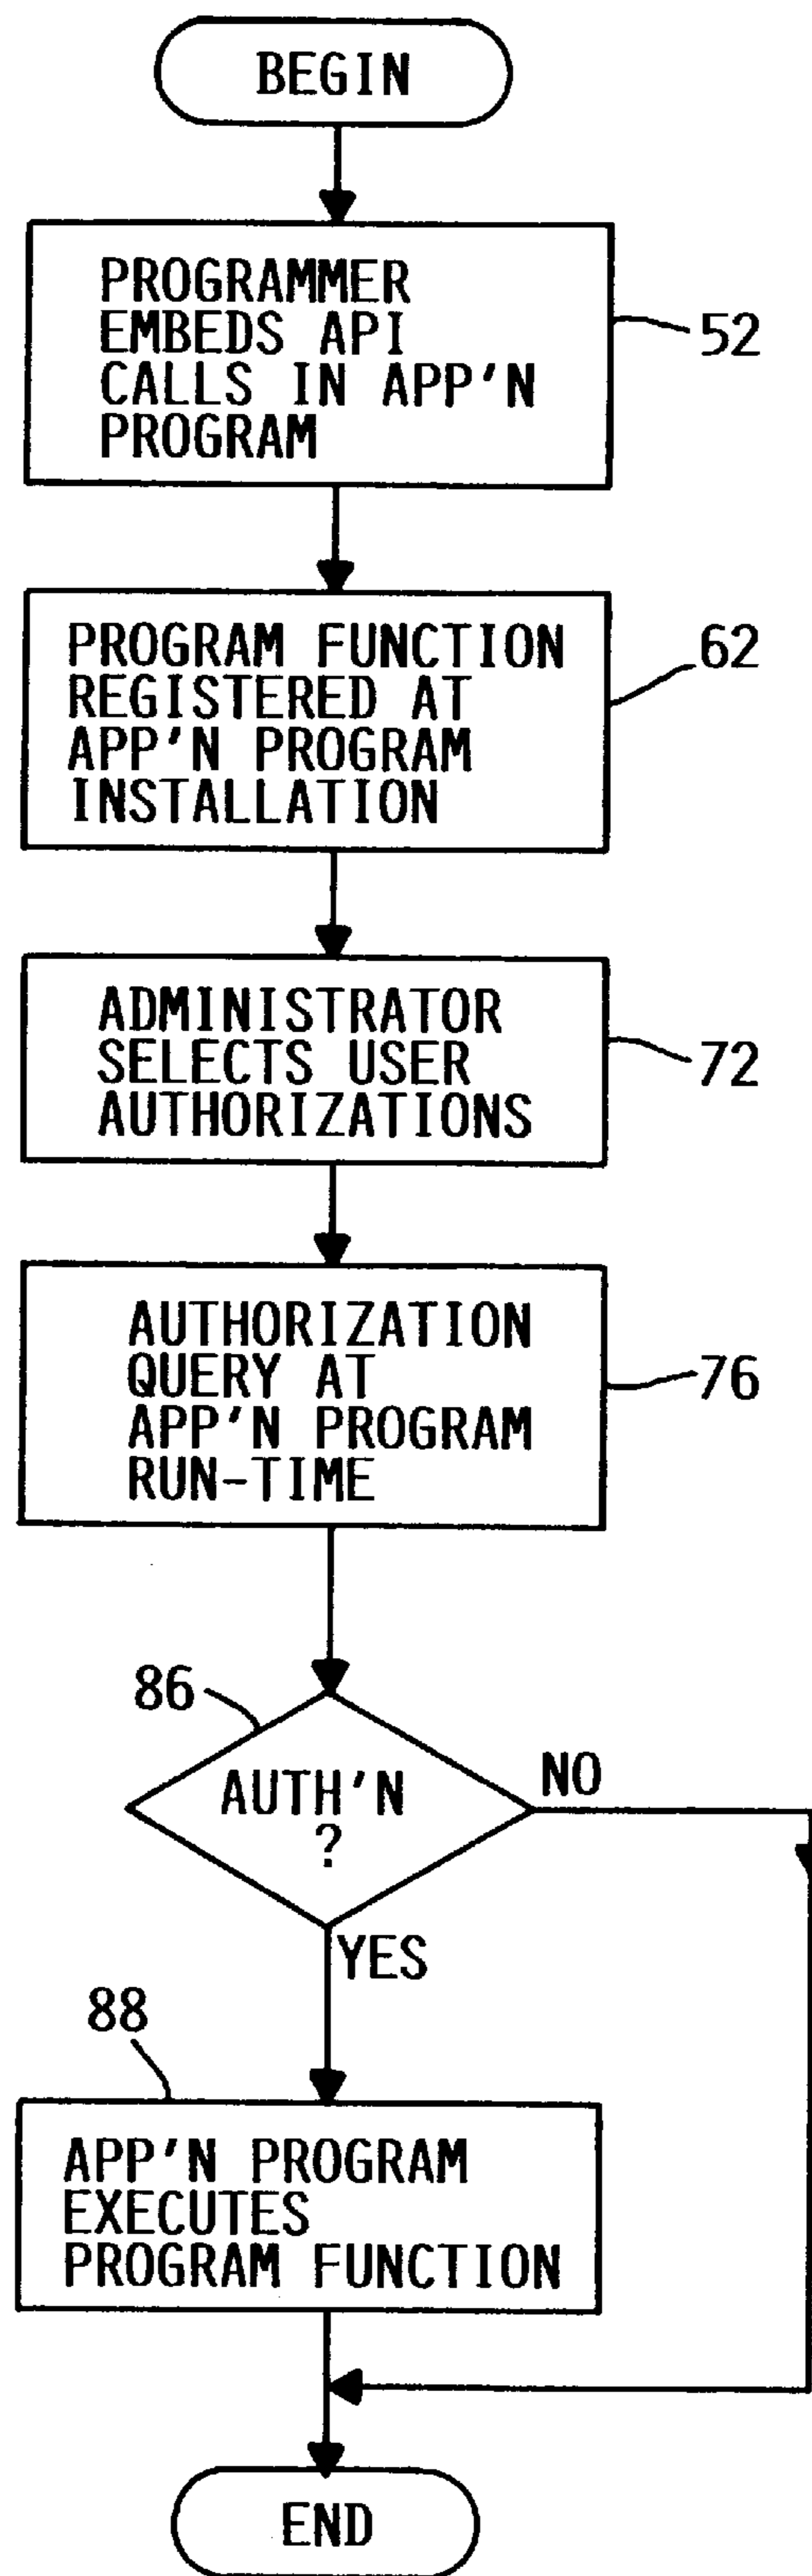 BEGIN
PROGRAMMER
EMBEDS API
CALLS IN APP'N
PROGRAM
52
PROGRAM FUNCTION
REGISTERED AT
APP'N PROGRAM
INSTALLATION
62
ADMINISTRATOR
SELECTS USER
AUTHORIZATIONS
72
AUTHORIZATION
QUERY AT
APP'N PROGRAM
RUN-TIME
76
86
AUTH'N
?
NO
YES
88
APP'N PROGRAM
EXECUTES
PROGRAM FUNCTION
END